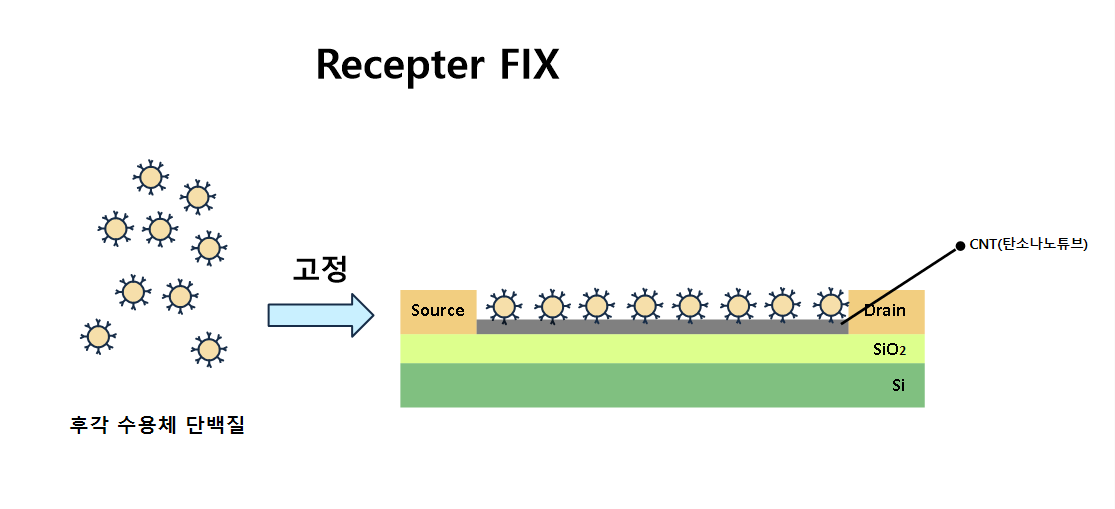 Recepter FIX
고정
CNT(탄소나노튜브)
Source
Drain
SiO2
Si
후각 수용체 단백질